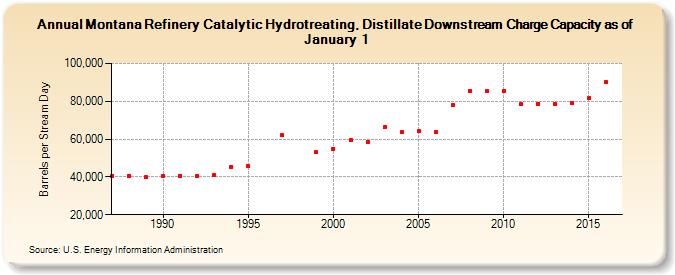 Annual Montana Refinery Catalytic Hydrotreating, Distillate Downstream Charge Capacity as of
January 1
Barrels per Stream Day
100,000
80,000
60,000
40,000
20,000
1990 1995 2000 2005 2010 2015
Source: U.S. Energy Information Administration